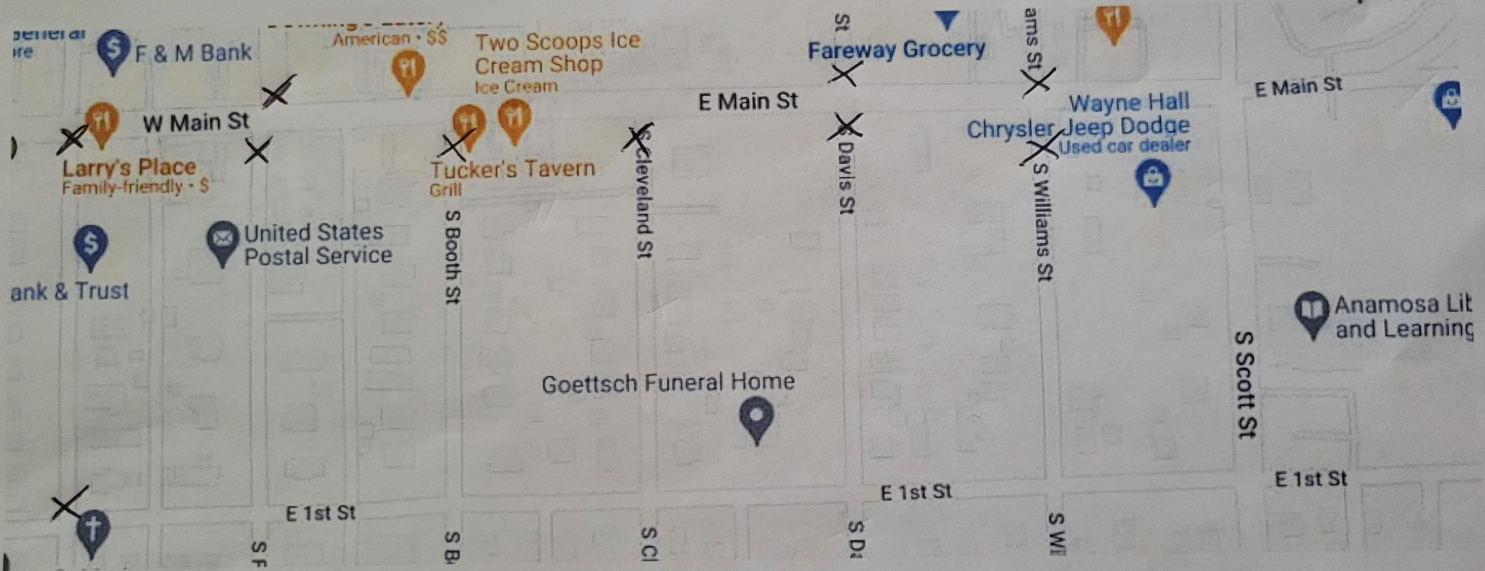 F & M Bank
American · $$
Two Scoops Ice
Cream Shop
Ice Cream
St
Fareway Grocery
ams St
E Main St
E Main St
W Main St
Wayne Hall
Chrysler Jeep Dodge
Used car dealer
Larry's Place
Family-friendly · $
Tucker's Tavern
Grill
S Cleveland St
S Davis St
S Williams St
United States
Postal Service
S Booth St
ank & Trust
Anamosa Lit
and Learning
S Scott St
Goettsch Funeral Home
E 1st St
E 1st St
E 1st St
S F
S B
S Cl
S Da
S Wi